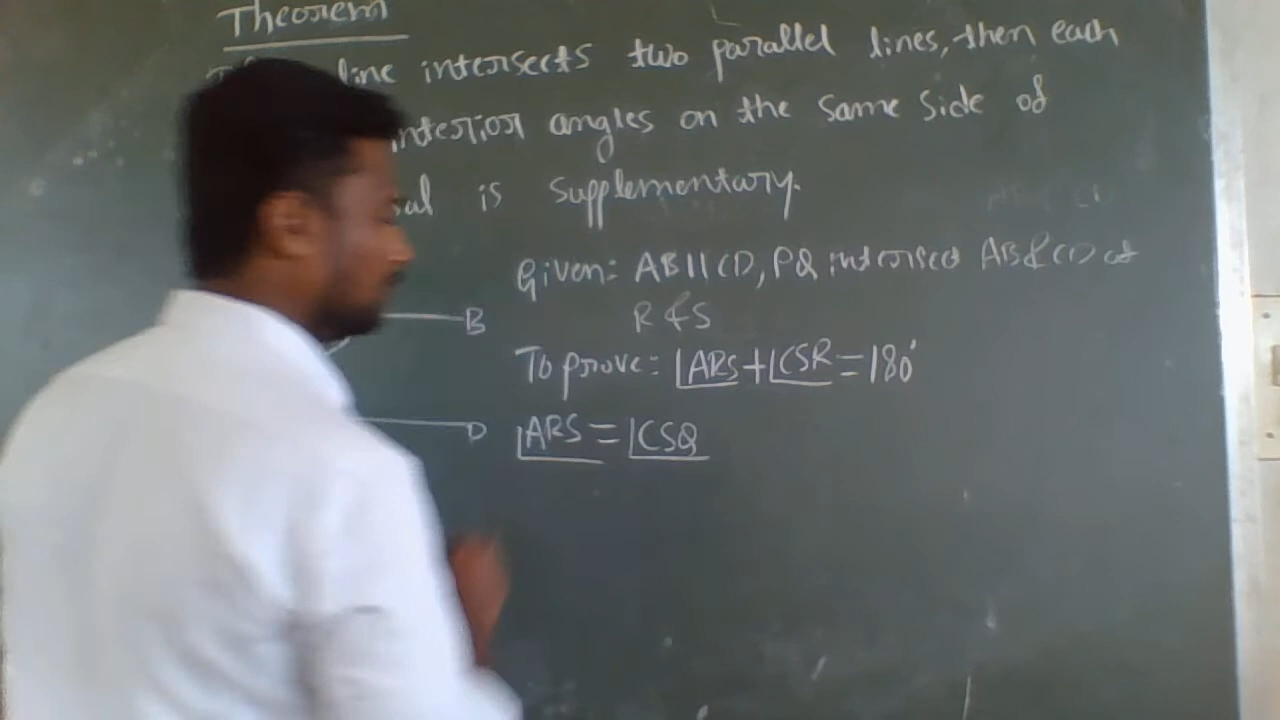 Theorem
line intersects two parallel lines, then each
interior angles on the same side of
sal is supplementary.
Given: AB||CD, PQ intersect AB & CD at
R & S
B
To prove: ∠ARS + ∠CSR = 180°
D
∠ARS = ∠CSQ